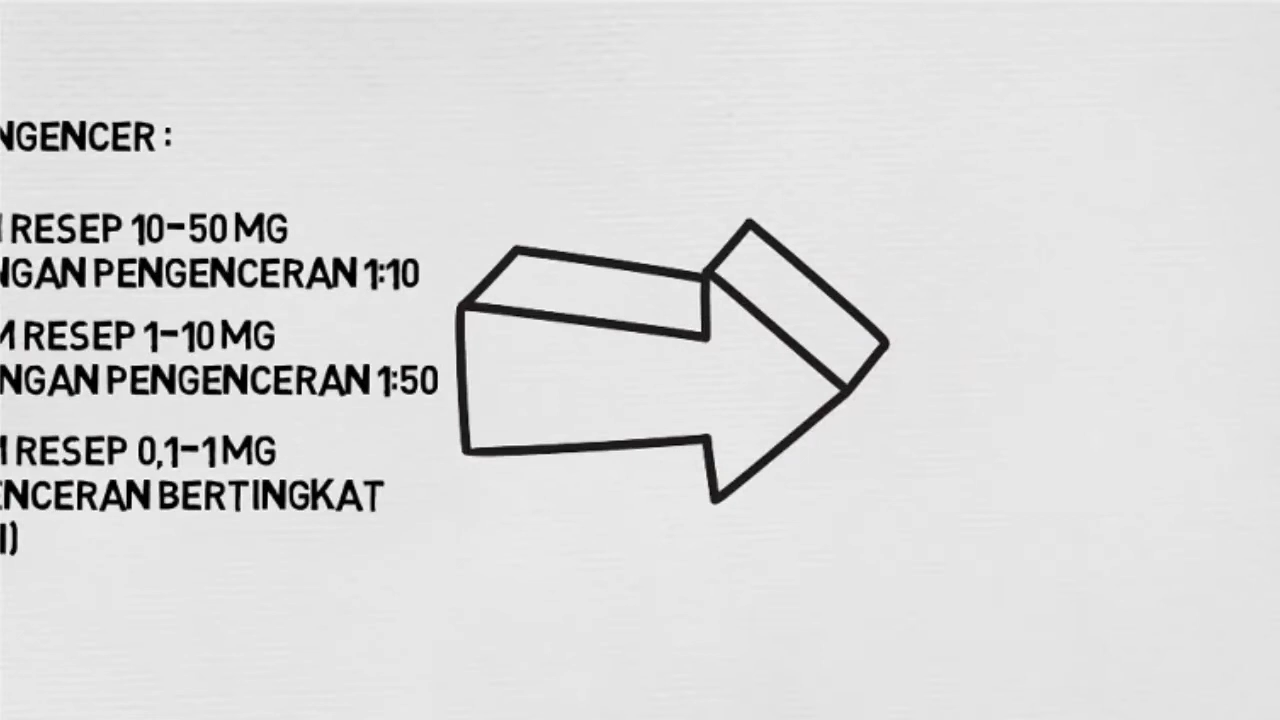 NGENCER :
RESEP 10-50 MG
NGAN PENGENCERAN 1:10
M RESEP 1-10 MG
NGAN PENGENCERAN 1:50
RESEP 0,1-1 MG
ENCERAN BERTINGKAT
I)